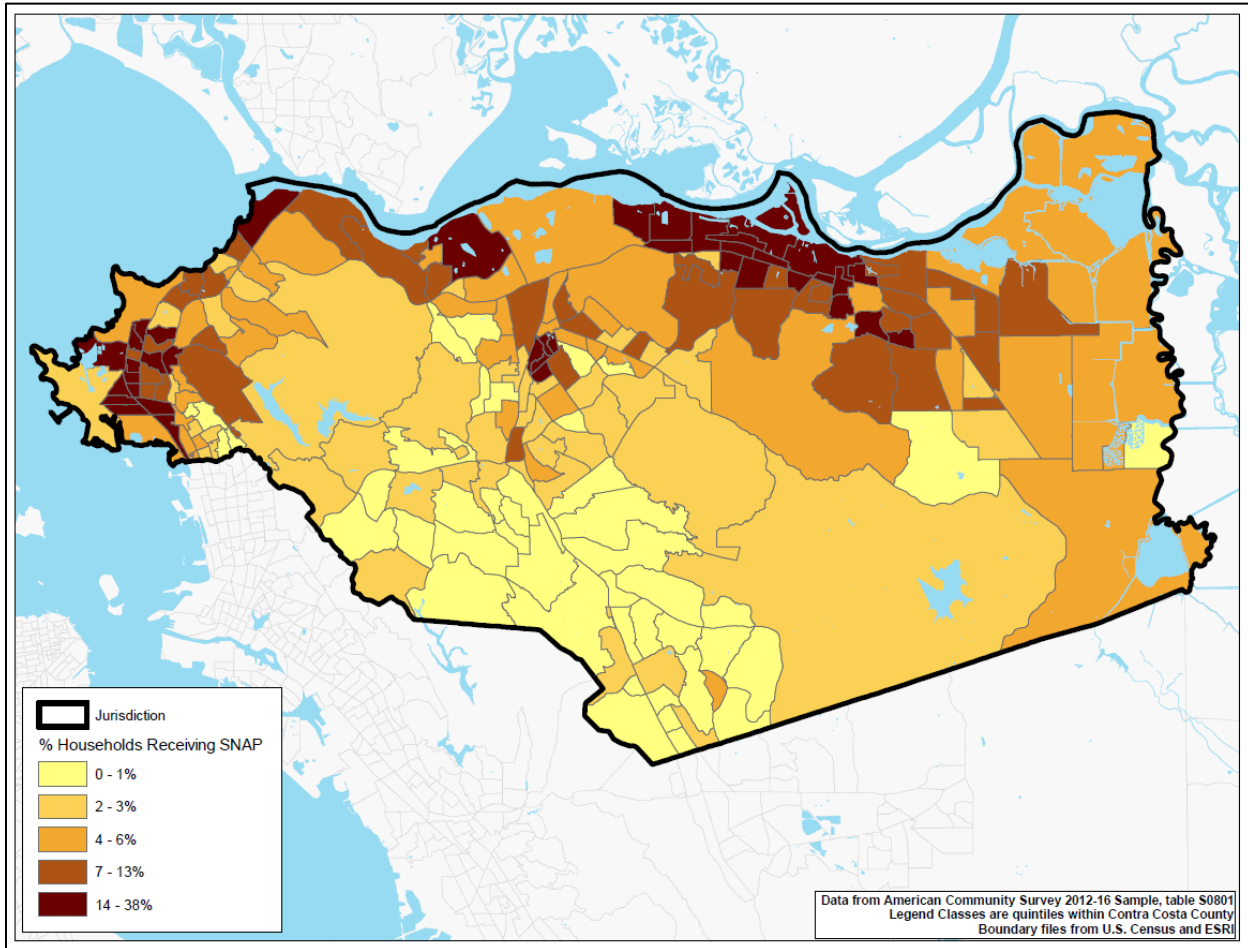 Jurisdiction
% Households Receiving SNAP
0 - 1%
2 - 3%
4 - 6%
7 - 13%
14 - 38%
Data from American Community Survey 2012-16 Sample, table S0801
Legend Classes are quintiles within Contra Costa County
Boundary files from U.S. Census and ESRI